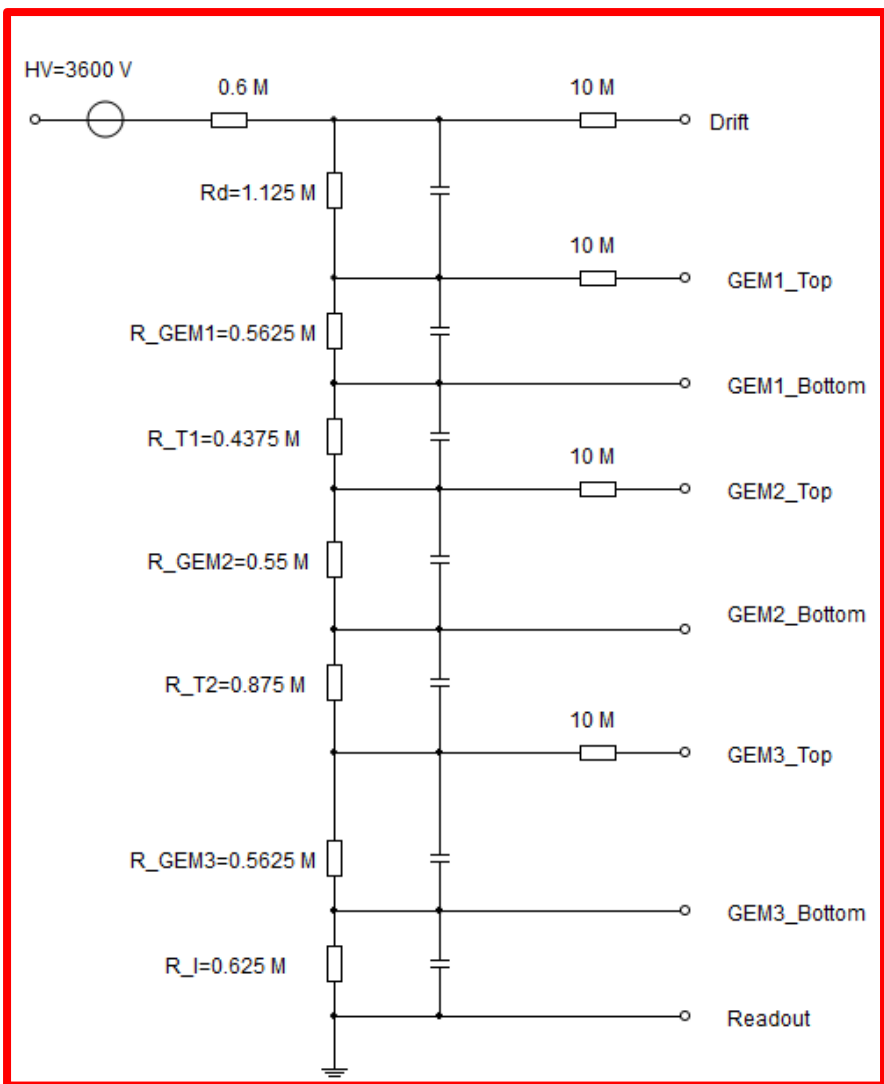 HV=3600 V
0.6 M
10 M
Drift
Rd=1.125 M
10 M
GEM1_Top
R_GEM1=0.5625 M
GEM1_Bottom
R_T1=0.4375 M
10 M
GEM2_Top
R_GEM2=0.55 M
GEM2_Bottom
R_T2=0.875 M
10 M
GEM3_Top
R_GEM3=0.5625 M
GEM3_Bottom
R_I=0.625 M
Readout